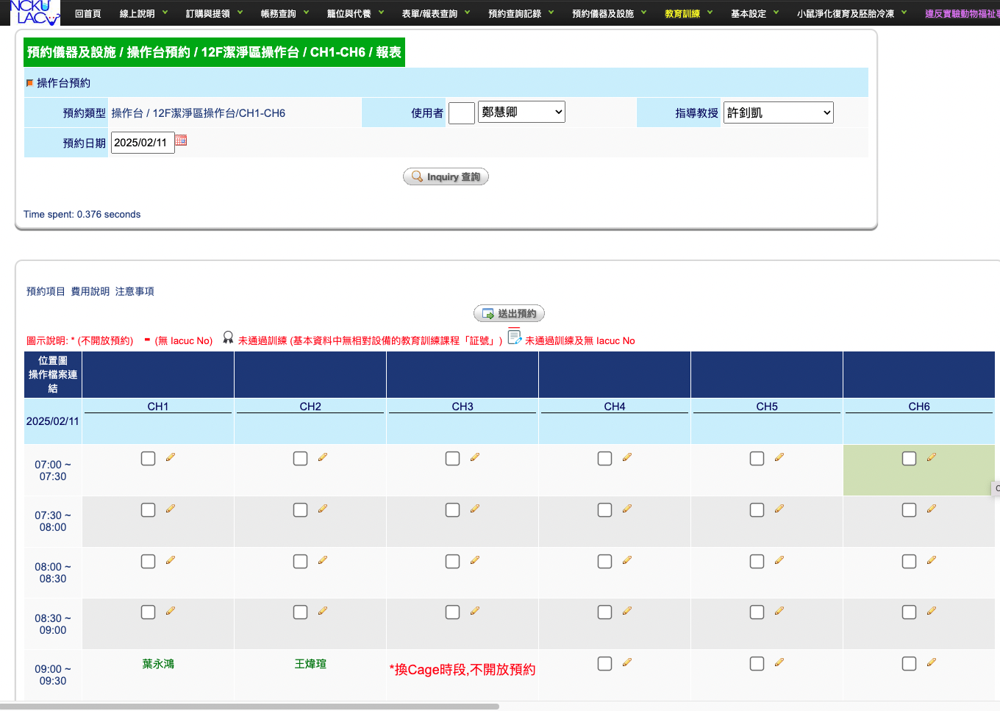 NCKU
LAC
回首頁 線上說明 訂購與提領 帳務查詢 籠位與代養 表單/報表查詢 預約查詢記錄 預約儀器及設施 教育訓練 基本設定 小鼠淨化復育及胚胎冷凍 違反實驗動物福祉
預約儀器及設施 / 操作台預約 / 12F潔淨區操作台 / CH1-CH6 / 報表
操作台預約
預約類型 操作台 / 12F潔淨區操作台/CH1-CH6 使用者 鄭慧卿 指導教授 許釗凱
預約日期 2025/02/11
Inquiry 查詢
Time spent: 0.376 seconds
預約項目 費用說明 注意事項
送出預約
圖示說明: * (不開放預約) - (無 Iacuc No) 未通過訓練 (基本資料中無相對設備的教育訓練課程「証號」) 未通過訓練及無 Iacuc No
位置圖
操作檔案連
結
2025/02/11 CH1 CH2 CH3 CH4 CH5 CH6
07:00 ~
07:30
07:30 ~
08:00
08:00 ~
08:30
08:30 ~
09:00
09:00 ~
09:30
葉永鴻 王煒瑄 *換Cage時段,不開放預約